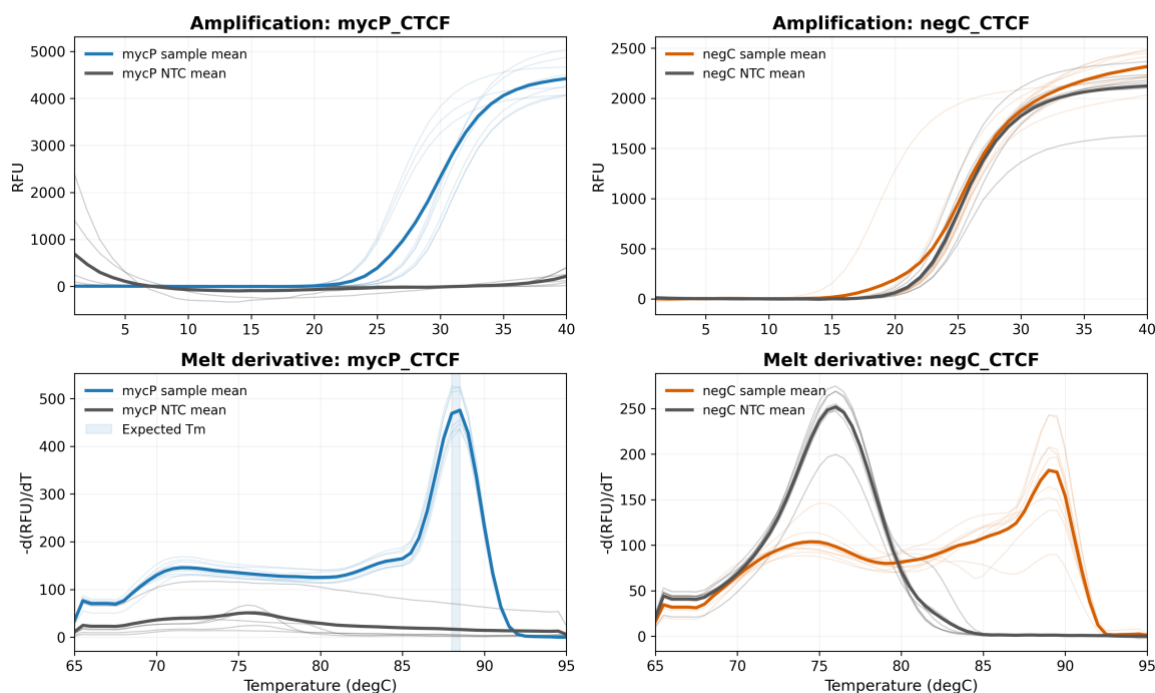 Amplification: mycP_CTCF
RFU
5000
4000
3000
2000
1000
0
mycP sample mean
mycP NTC mean
5 10 15 20 25 30 35 40
Amplification: negC_CTCF
RFU
2500
2000
1500
1000
500
0
negC sample mean
negC NTC mean
5 10 15 20 25 30 35 40
Melt derivative: mycP_CTCF
-d(RFU)/dT
500
400
300
200
100
0
mycP sample mean
mycP NTC mean
Expected Tm
65 70 75 80 85 90 95
Temperature (degC)
Melt derivative: negC_CTCF
-d(RFU)/dT
250
200
150
100
50
0
negC sample mean
negC NTC mean
65 70 75 80 85 90 95
Temperature (degC)